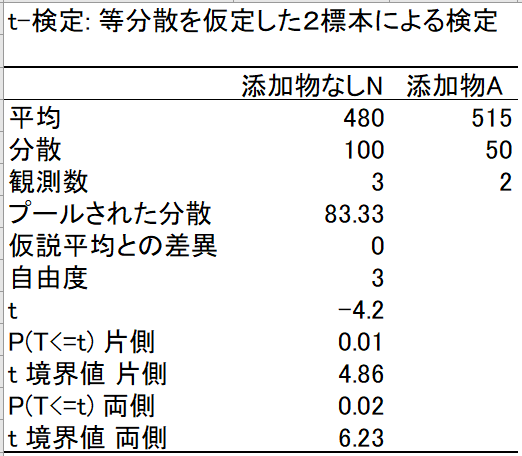 t-検定: 等分散を仮定した2標本による検定
添加物なしN 添加物A
平均 480 515
分散 100 50
観測数 3 2
プールされた分散 83.33
仮説平均との差異 0
自由度 3
t -4.2
P(T<=t) 片側 0.01
t 境界値 片側 4.86
P(T<=t) 両側 0.02
t 境界値 両側 6.23